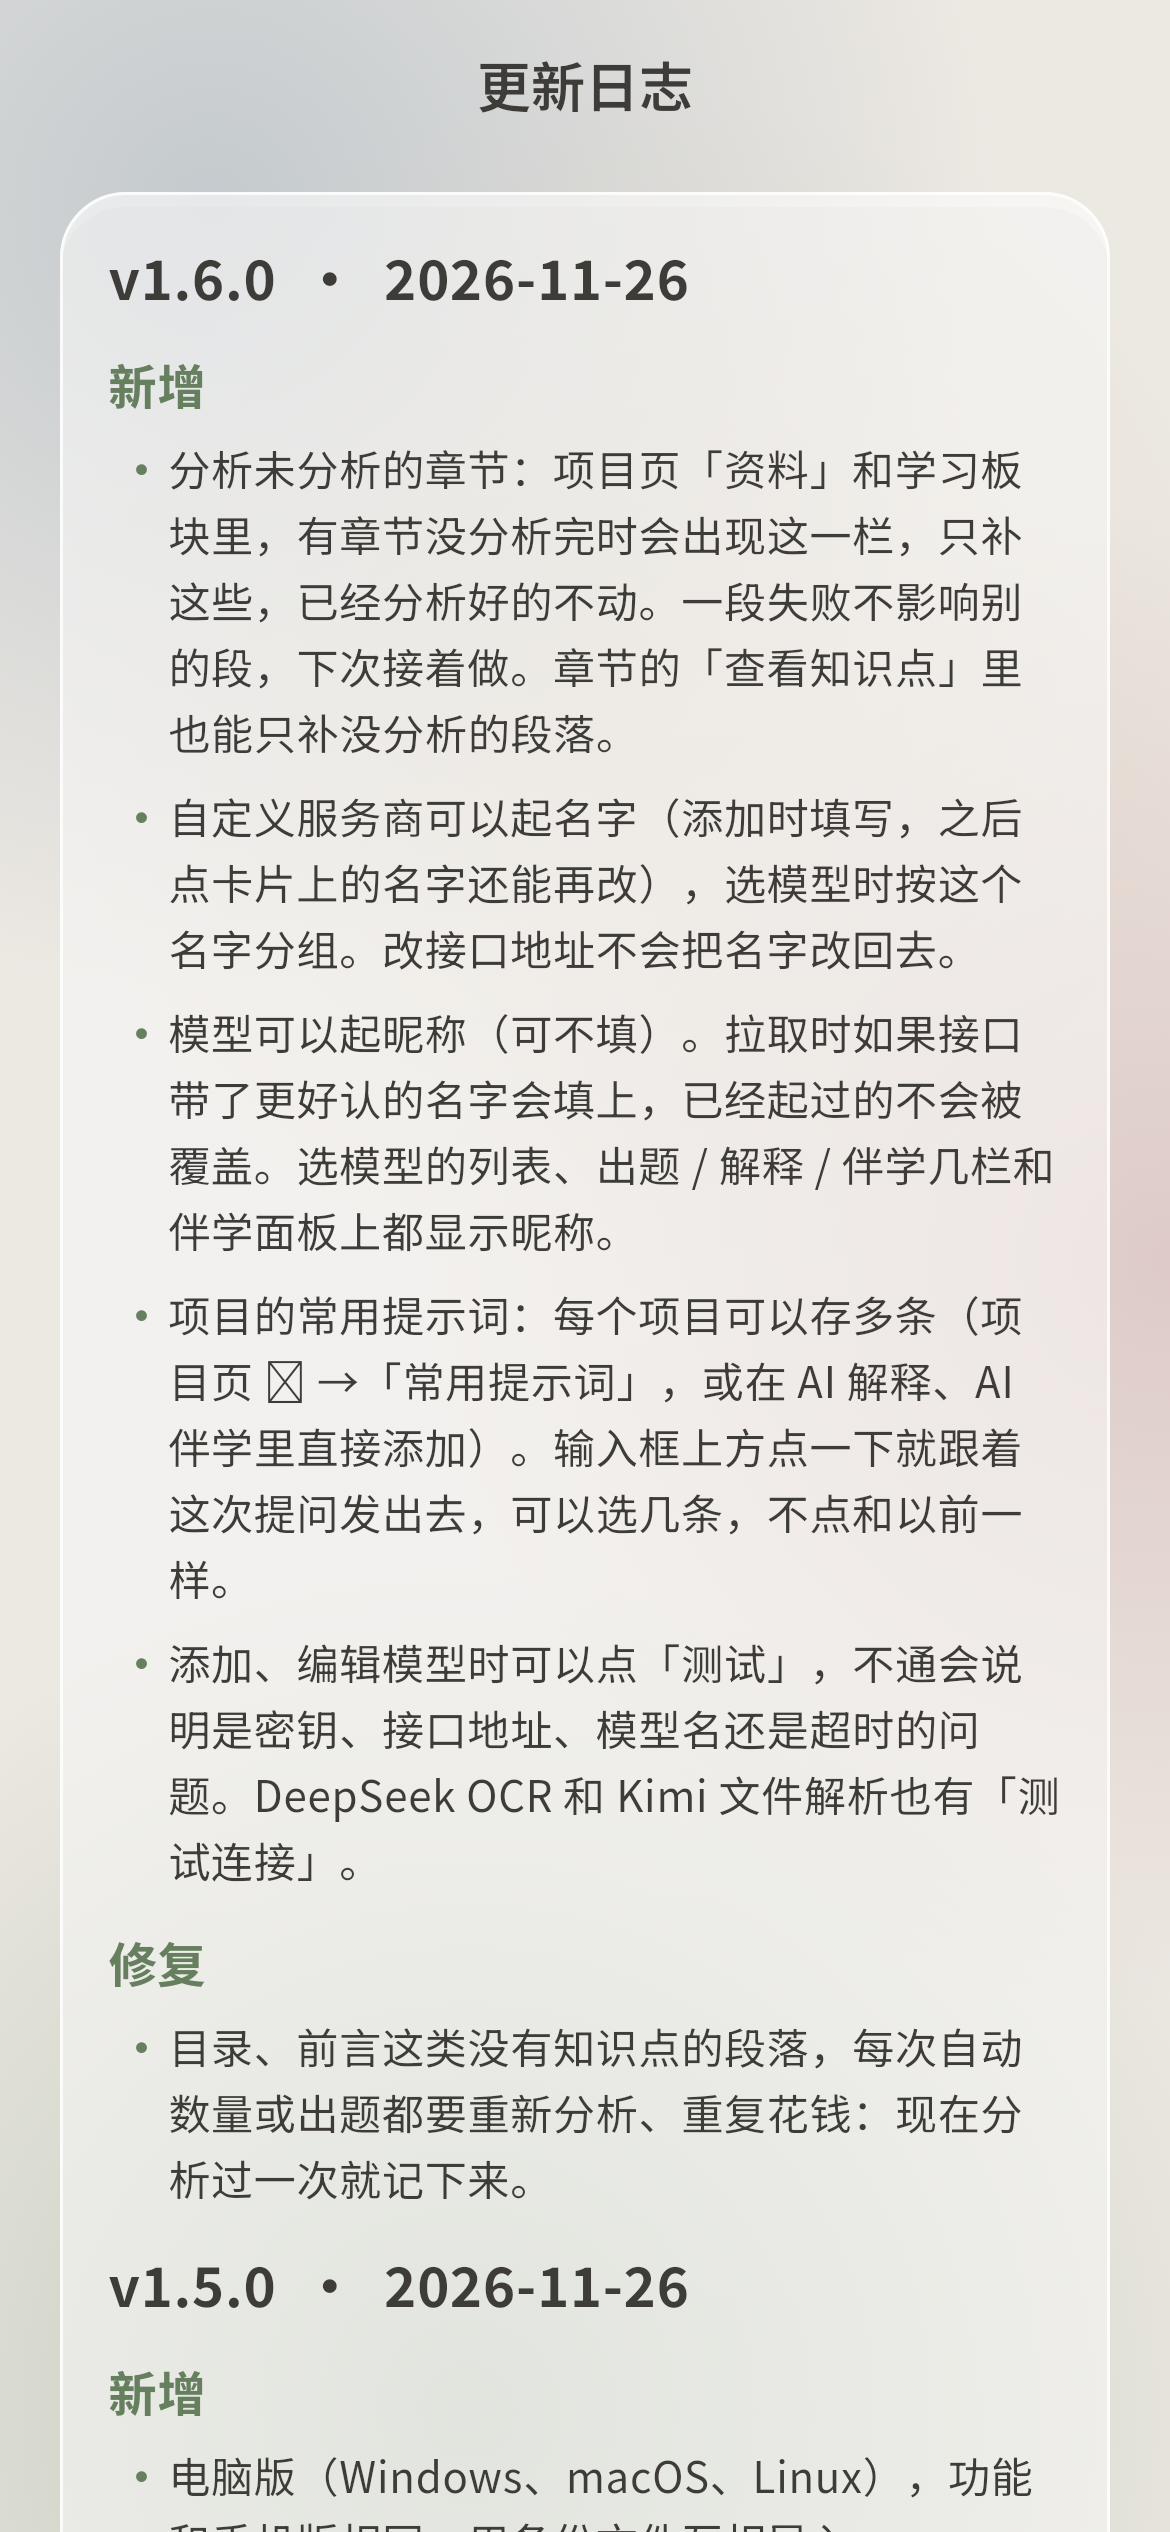 更新日志
v1.6.0 • 2026-11-26
新增
• 分析未分析的章节：项目页「资料」和学习板
块里，有章节没分析完时会出现这一栏，只补
这些，已经分析好的不动。一段失败不影响别
的段，下次接着做。章节的「查看知识点」里
也能只补没分析的段落。
• 自定义服务商可以起名字（添加时填写，之后
点卡片上的名字还能再改），选模型时按这个
名字分组。改接口地址不会把名字改回去。
• 模型可以起昵称（可不填）。拉取时如果接口
带了更好认的名字会填上，已经起过的不会被
覆盖。选模型的列表、出题 / 解释 / 伴学几栏和
伴学面板上都显示昵称。
• 项目的常用提示词：每个项目可以存多条（项
目页 →「常用提示词」，或在 AI 解释、AI
伴学里直接添加）。输入框上方点一下就跟着
这次提问发出去，可以选几条，不点和以前一
样。
• 添加、编辑模型时可以点「测试」，不通会说
明是密钥、接口地址、模型名还是超时的问
题。DeepSeek OCR 和 Kimi 文件解析也有「测
试连接」。
修复
• 目录、前言这类没有知识点的段落，每次自动
数量或出题都要重新分析、重复花钱：现在分
析过一次就记下来。
v1.5.0 • 2026-11-26
新增
• 电脑版（Windows、macOS、Linux），功能